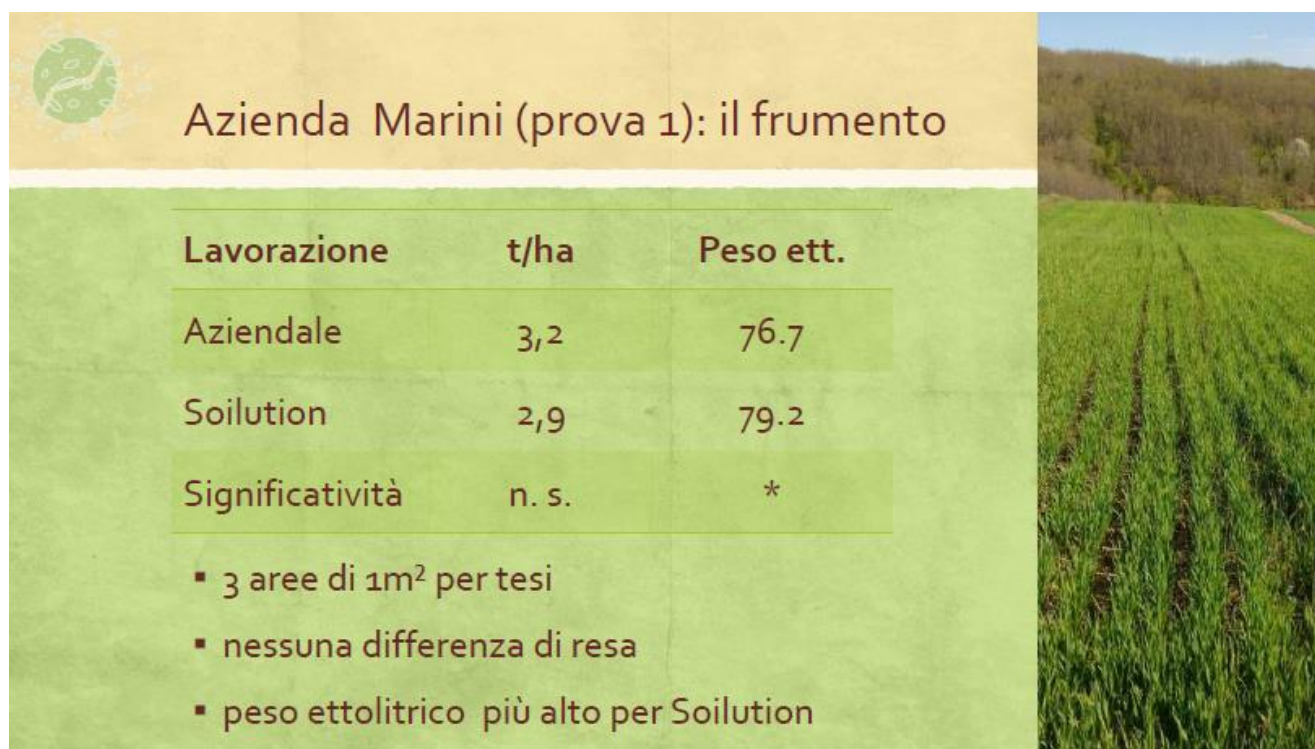 Azienda Marini (prova 1): il frumento
Lavorazione t/ha Peso ett.
Aziendale 3,2 76.7
Soilution 2,9 79.2
Significatività n. s. *
▪ 3 aree di 1m² per tesi
▪ nessuna differenza di resa
▪ peso ettolitrico più alto per Soilution